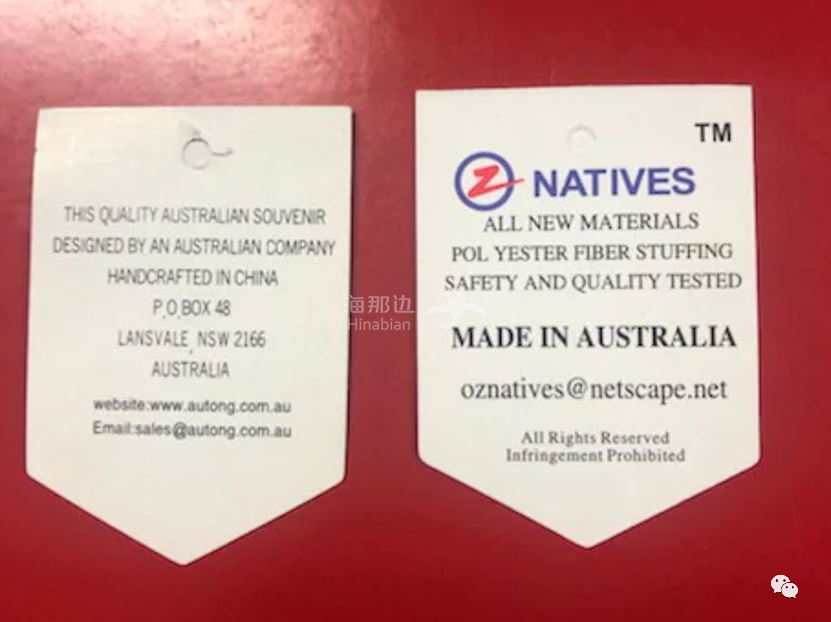 THIS QUALITY AUSTRALIAN SOUVENIR
DESIGNED BY AN AUSTRALIAN COMPANY
HANDCRAFTED IN CHINA
P.O.BOX 48
LANSVALE, NSW 2166
AUSTRALIA
website:www.autong.com.au
Email:sales@autong.com.au
TM
Z NATIVES
ALL NEW MATERIALS
POL YESTER FIBER STUFFING
SAFETY AND QUALITY TESTED
MADE IN AUSTRALIA
oznatives@netscape.net
All Rights Reserved
Infringement Prohibited
海那边
Hinabian